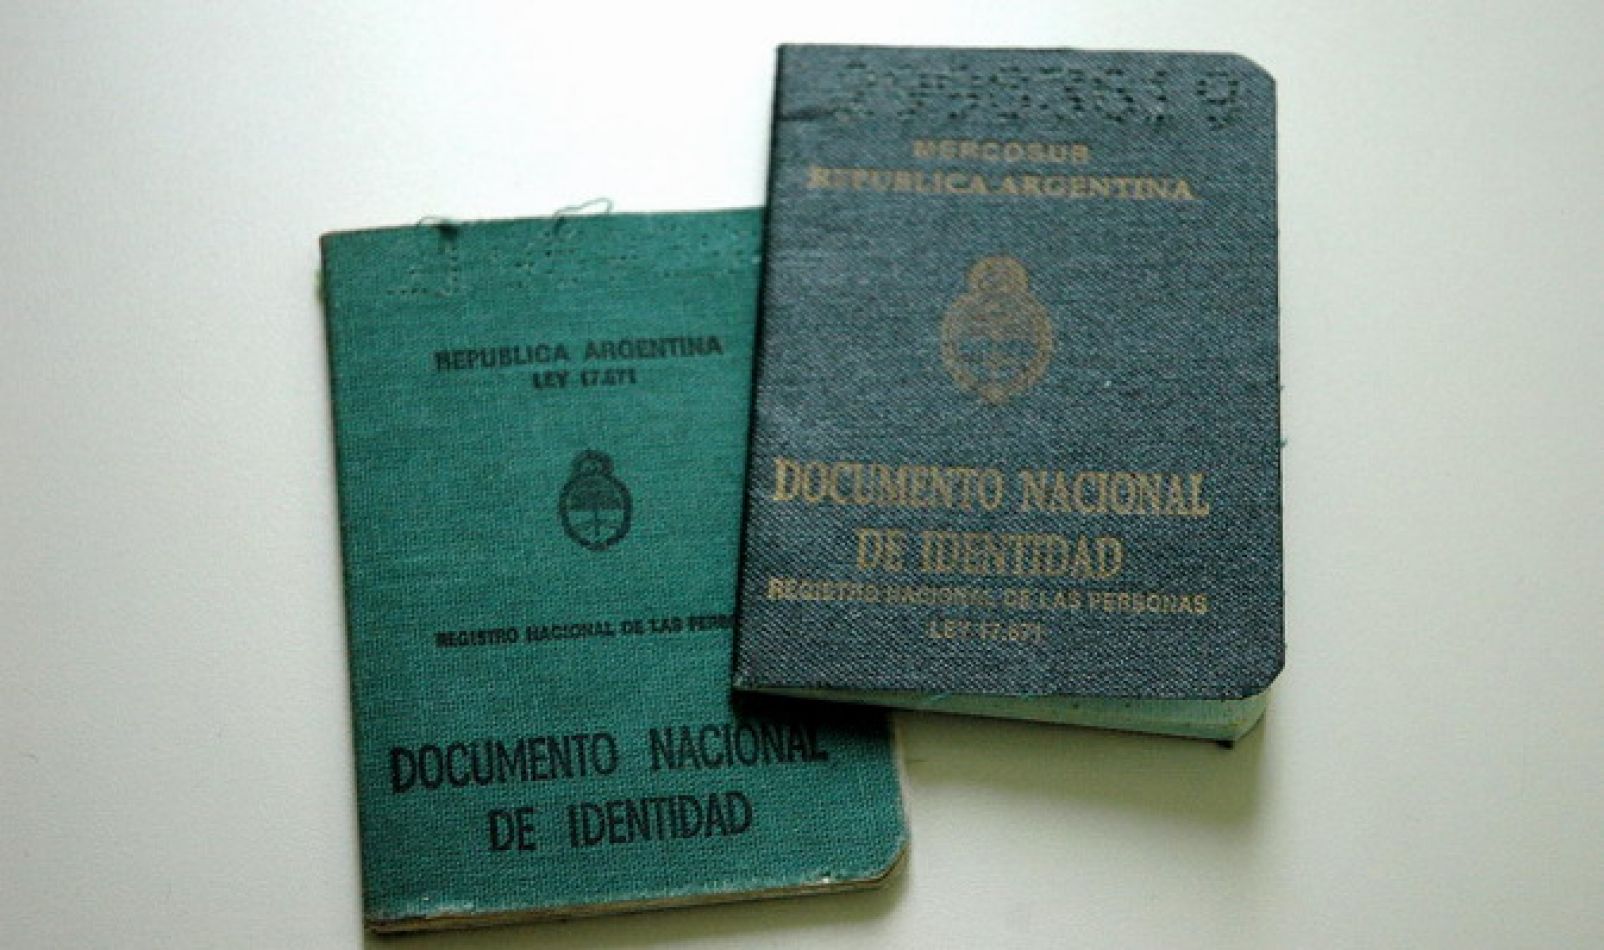 REPUBLICA ARGENTINA
LEY 17.671
REGISTRO NACIONAL DE LAS
DOCUMENTO NACIONAL
DE IDENTIDAD
MERCOSUR
REPUBLICA ARGENTINA
DOCUMENTO NACIONAL
DE IDENTIDAD
REGISTRO NACIONAL DE LAS PERSONAS
LEY 17.671